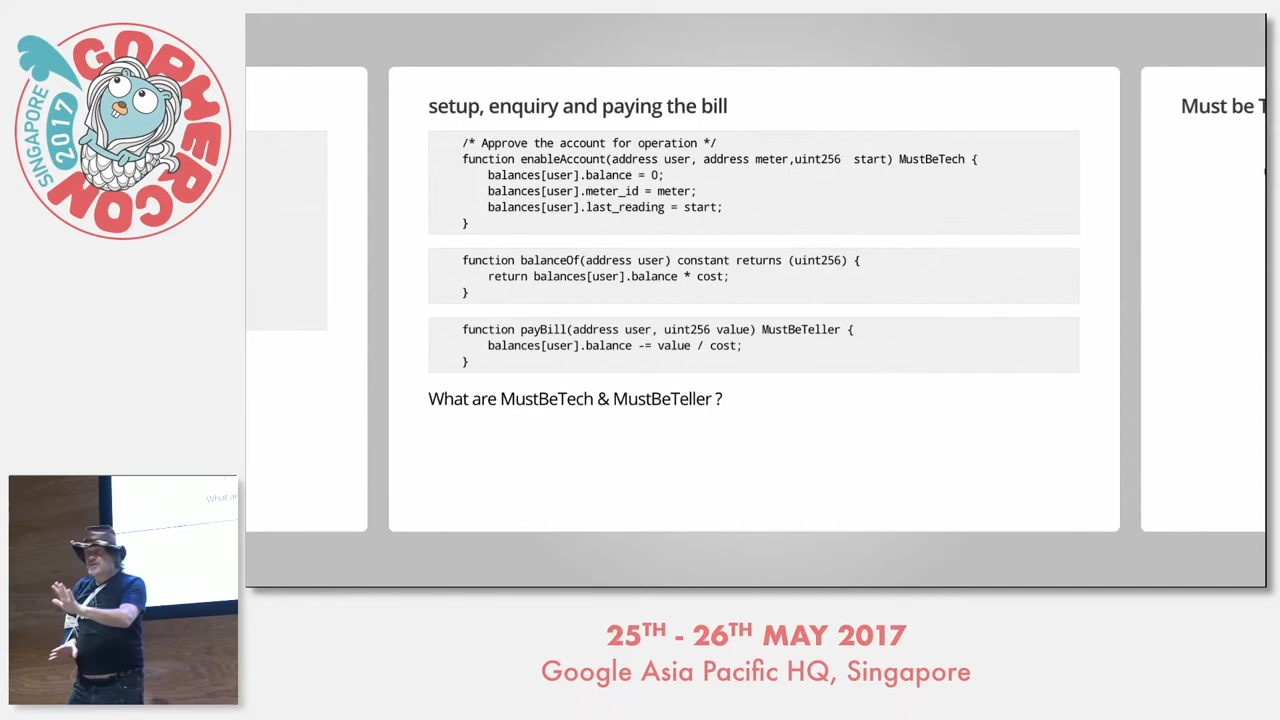 GOPHERCON
SINGAPORE
2017
setup, enquiry and paying the bill
/* Approve the account for operation */
function enableAccount(address user, address meter,uint256  start) MustBeTech {
balances[user].balance = 0;
balances[user].meter_id = meter;
balances[user].last_reading = start;
}
function balanceOf(address user) constant returns (uint256) {
return balances[user].balance * cost;
}
function payBill(address user, uint256 value) MustBeTeller {
balances[user].balance -= value / cost;
}
What are MustBeTech & MustBeTeller ?
Must be T
What ar
25TH - 26TH MAY 2017
Google Asia Pacific HQ, Singapore